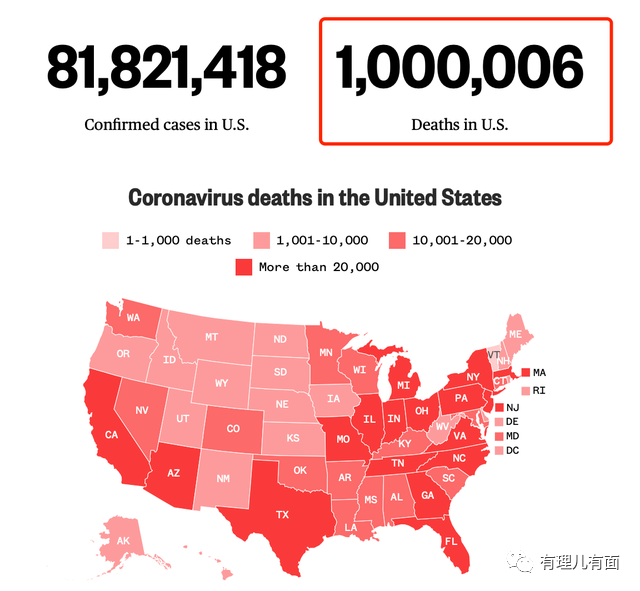 81,821,418
1,000,006
Confirmed cases in U.S.
Deaths in U.S.
Coronavirus deaths in the United States
1-1,000 deaths
1,001-10,000
10,001-20,000
More than 20,000
WA
MT
ND
MN
ME
VT
NH
OR
ID
SD
WI
MI
NY
MA
WY
CT
RI
NV
UT
NE
IA
PA
NJ
CA
CO
IL
IN
OH
DE
KS
MO
KY
WV
VA
MD
AZ
NM
OK
AR
TN
NC
DC
TX
MS
AL
GA
SC
LA
FL
AK
有理儿有面